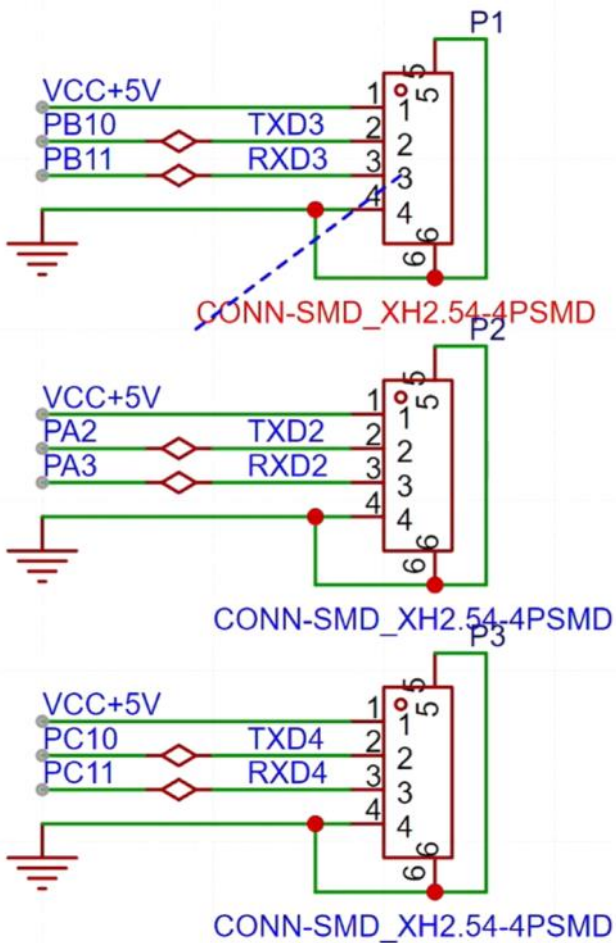 P1
5
VCC+5V 1 1 5
PB10 TXD3 2 2
PB11 RXD3 3 3
4 4
6 6
CONN-SMD_XH2.54-4PSMD
P2
5
VCC+5V 1 1 5
PA2 TXD2 2 2
PA3 RXD2 3 3
4 4
6 6
CONN-SMD_XH2.54-4PSMD
P3
5
VCC+5V 1 1 5
PC10 TXD4 2 2
PC11 RXD4 3 3
4 4
6 6
CONN-SMD_XH2.54-4PSMD